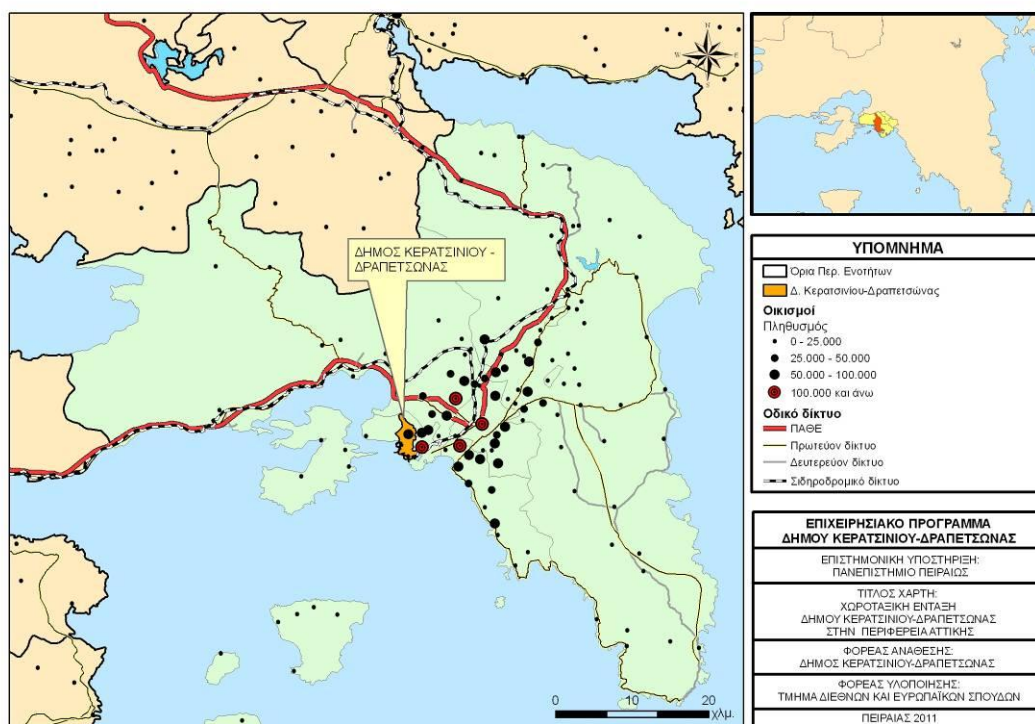 ΔΗΜΟΣ ΚΕΡΑΤΣΙΝΙΟΥ -
ΔΡΑΠΕΤΣΩΝΑΣ
0 10 20
χλμ.
ΥΠΟΜΝΗΜΑ
Όρια Περ. Ενοτήτων
Δ. Κερατσινίου-Δραπετσώνας
Οικισμοί
Πληθυσμός
0 - 25.000
25.000 - 50.000
50.000 - 100.000
100.000 και άνω
Οδικό δίκτυο
ΠΑΘΕ
Πρωτεύον δίκτυο
Δευτερεύον δίκτυο
Σιδηροδρομικό δίκτυο
ΕΠΙΧΕΙΡΗΣΙΑΚΟ ΠΡΟΓΡΑΜΜΑ
ΔΗΜΟΥ ΚΕΡΑΤΣΙΝΙΟΥ-ΔΡΑΠΕΤΣΩΝΑΣ
ΕΠΙΣΤΗΜΟΝΙΚΗ ΥΠΟΣΤΗΡΙΞΗ:
ΠΑΝΕΠΙΣΤΗΜΙΟ ΠΕΙΡΑΙΩΣ
ΤΙΤΛΟΣ ΧΑΡΤΗ:
ΧΩΡΟΤΑΞΙΚΗ ΕΝΤΑΞΗ
ΔΗΜΟΥ ΚΕΡΑΤΣΙΝΙΟΥ-ΔΡΑΠΕΤΣΩΝΑΣ
ΣΤΗΝ ΠΕΡΙΦΕΡΕΙΑ ΑΤΤΙΚΗΣ
ΦΟΡΕΑΣ ΑΝΑΘΕΣΗΣ:
ΔΗΜΟΣ ΚΕΡΑΤΣΙΝΙΟΥ-ΔΡΑΠΕΤΣΩΝΑΣ
ΦΟΡΕΑΣ ΥΛΟΠΟΙΗΣΗΣ:
ΤΜΗΜΑ ΔΙΕΘΝΩΝ ΚΑΙ ΕΥΡΩΠΑΪΚΩΝ ΣΠΟΥΔΩΝ
ΠΕΙΡΑΙΑΣ 2011